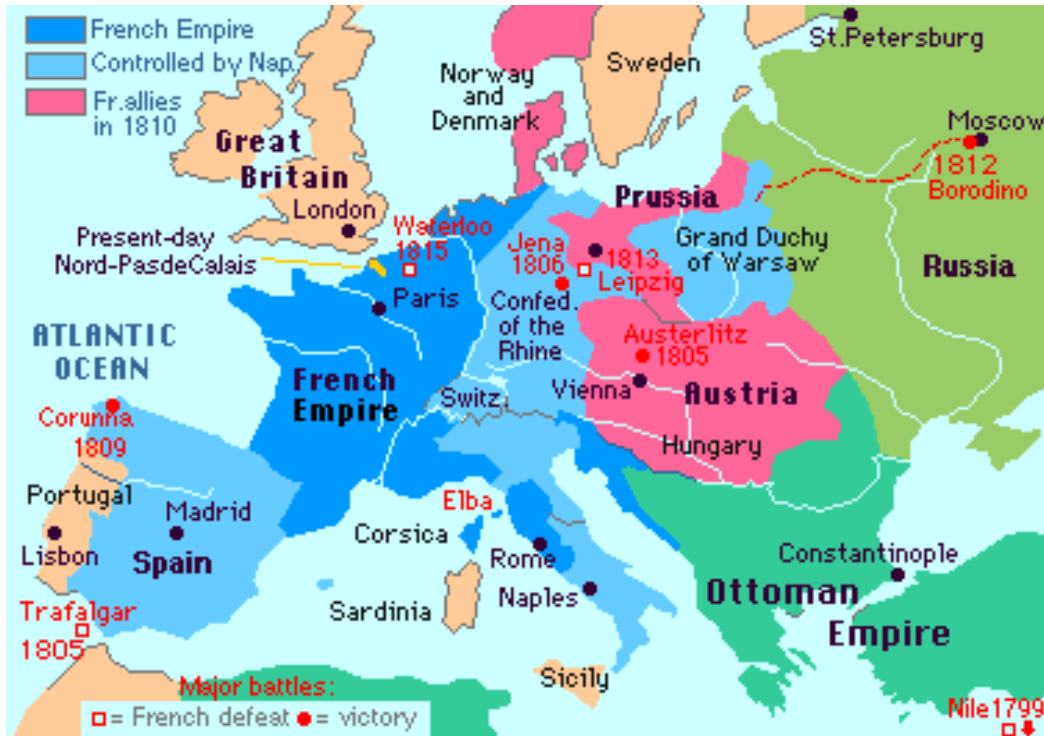 French Empire
Controlled by Nap.
Fr.allies
in 1810
Norway
and
Denmark
Sweden
St.Petersburg
Moscow
1812
Borodino
Great
Britain
London
Present-day
Nord-PasdeCalais
Waterloo
1815
Prussia
Jena
1806
1813
Leipzig
Grand Duchy
of Warsaw
Russia
Paris
Confed.
of the
Rhine
ATLANTIC
OCEAN
Austerlitz
1805
French
Empire
Switz.
Vienna
Austria
Hungary
Corunna
1809
Portugal
Madrid
Lisbon
Spain
Elba
Corsica
Rome
Naples
Sardinia
Constantinople
Ottoman
Empire
Trafalgar
1805
Sicily
Major battles:
= French defeat = victory
Nile1799